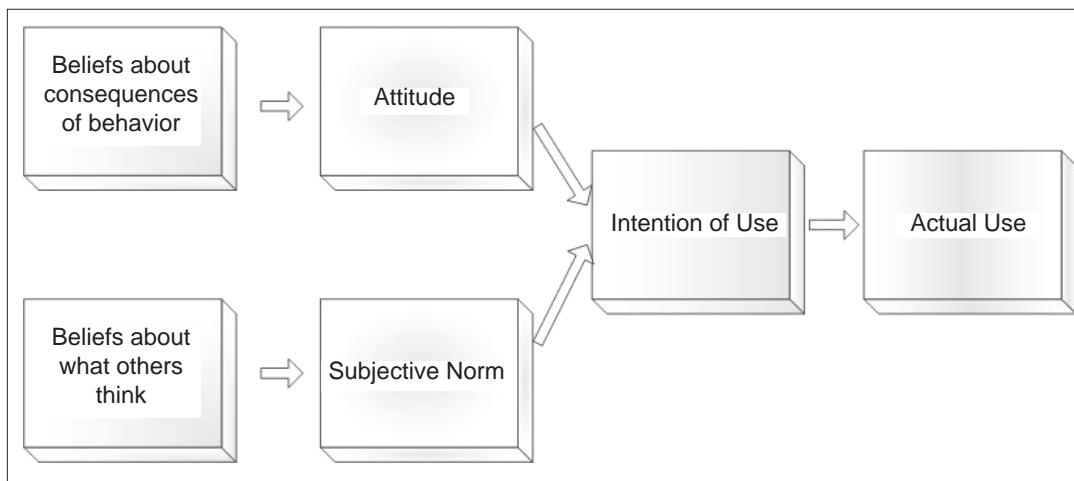 Beliefs about
consequences
of behavior
Attitude
Intention of Use
Actual Use
Beliefs about
what others
think
Subjective Norm